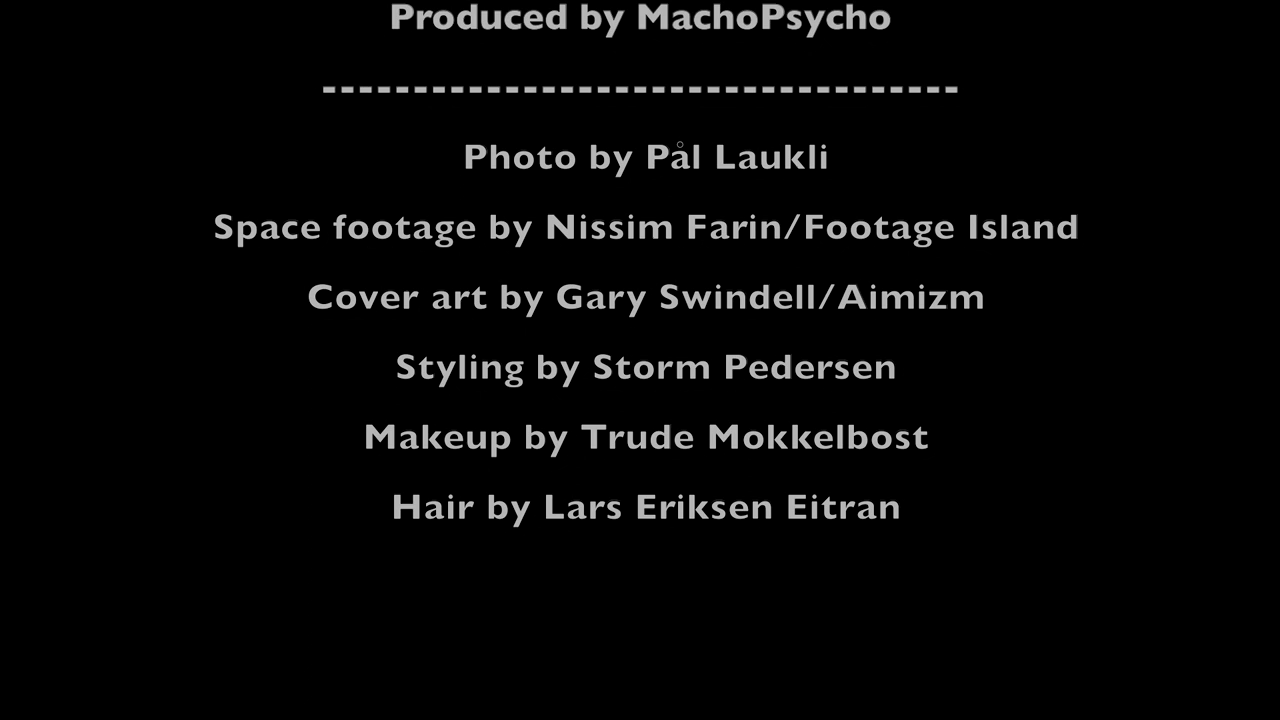 Produced by MachoPsycho
-----------------------------------
Photo by Pål Laukli
Space footage by Nissim Farin/Footage Island
Cover art by Gary Swindell/Aimizm
Styling by Storm Pedersen
Makeup by Trude Mokkelbost
Hair by Lars Eriksen Eitran